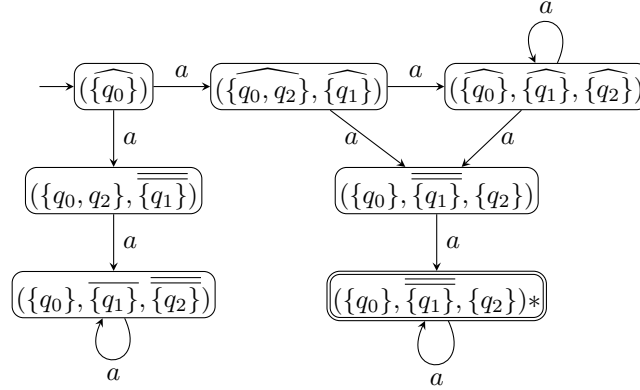 a
({q₀}) a ({q₀, q₂}, {q₁}) a ({q₀}, {q₁}, {q₂})
a a a
({q₀, q₂}, {q₁}) ({q₀}, {q₁}, {q₂})
a a
({q₀}, {q₁}, {q₂}) ({q₀}, {q₁}, {q₂})*
a a